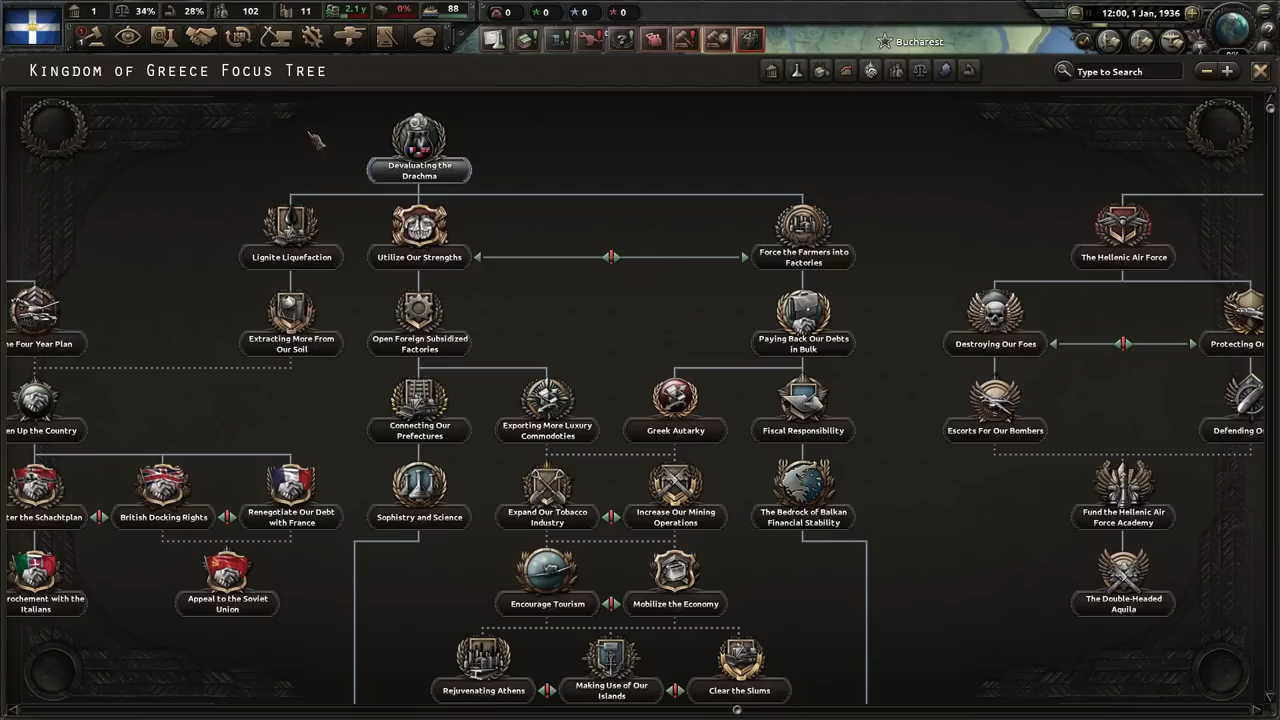 1
34%
28%
102
11
2.1 y
0%
88
0
0
0
0
12:00, 1 Jan, 1936
Bucharest
Kingdom of Greece Focus Tree
Type to Search
Devaluating the
Drachma
Lignite Liquefaction
Utilize Our Strengths
Force the Farmers into
Factories
The Hellenic Air Force
he Four Year Plan
Extracting More From
Our Soil
Open Foreign Subsidized
Factories
Paying Back Our Debts
in Bulk
Destroying Our Foes
Protecting Ou
en Up the Country
Connecting Our
Prefectures
Exporting More Luxury
Commodoties
Greek Autarky
Fiscal Responsibility
Escorts For Our Bombers
Defending Ou
ter the Schachtplan
British Docking Rights
Renegotiate Our Debt
with France
Sophistry and Science
Expand Our Tobacco
Industry
Increase Our Mining
Operations
The Bedrock of Balkan
Financial Stability
Fund the Hellenic Air
Force Academy
rochement with the
Italians
Appeal to the Soviet
Union
Encourage Tourism
Mobilize the Economy
The Double-Headed
Aquila
Rejuvenating Athens
Making Use of Our
Islands
Clear the Slums